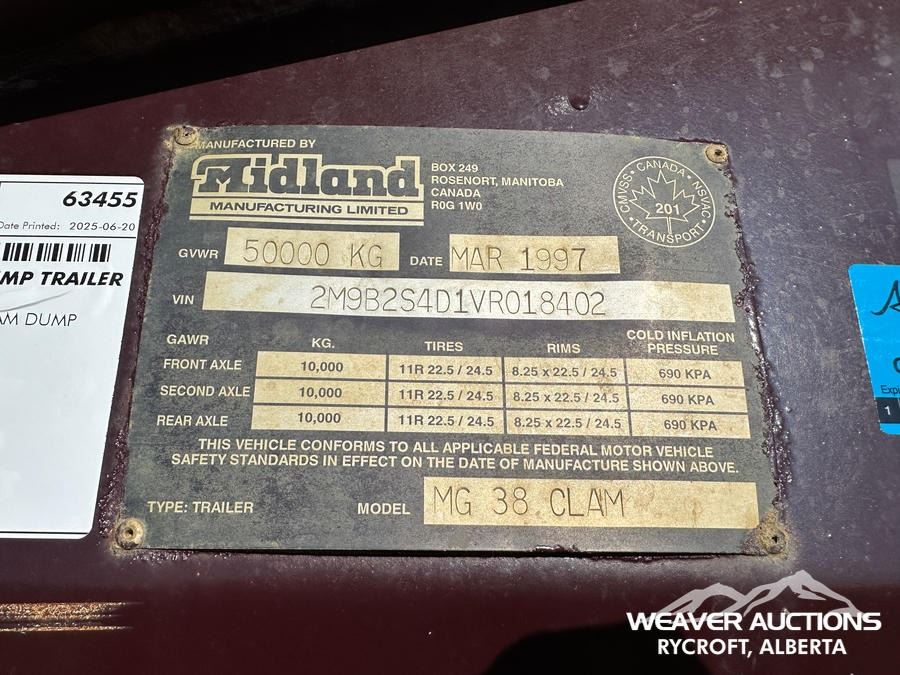 MANUFACTURED BY
Midland
MANUFACTURING LIMITED
BOX 249
ROSENORT, MANITOBA
CANADA
R0G 1W0
CANADA • NSVAC • TRANSPORT • CMVSS
201
GVWR 50000 KG DATE MAR 1997
VIN 2M9B2S4D1VR018402
GAWR KG. TIRES RIMS COLD INFLATION PRESSURE
FRONT AXLE 10,000 11R 22.5 / 24.5 8.25 x 22.5 / 24.5 690 KPA
SECOND AXLE 10,000 11R 22.5 / 24.5 8.25 x 22.5 / 24.5 690 KPA
REAR AXLE 10,000 11R 22.5 / 24.5 8.25 x 22.5 / 24.5 690 KPA
THIS VEHICLE CONFORMS TO ALL APPLICABLE FEDERAL MOTOR VEHICLE
SAFETY STANDARDS IN EFFECT ON THE DATE OF MANUFACTURE SHOWN ABOVE.
TYPE: TRAILER MODEL MG 38 CLAM
63455
Date Printed: 2025-06-20
MP TRAILER
AM DUMP
WEAVER AUCTIONS
RYCROFT, ALBERTA